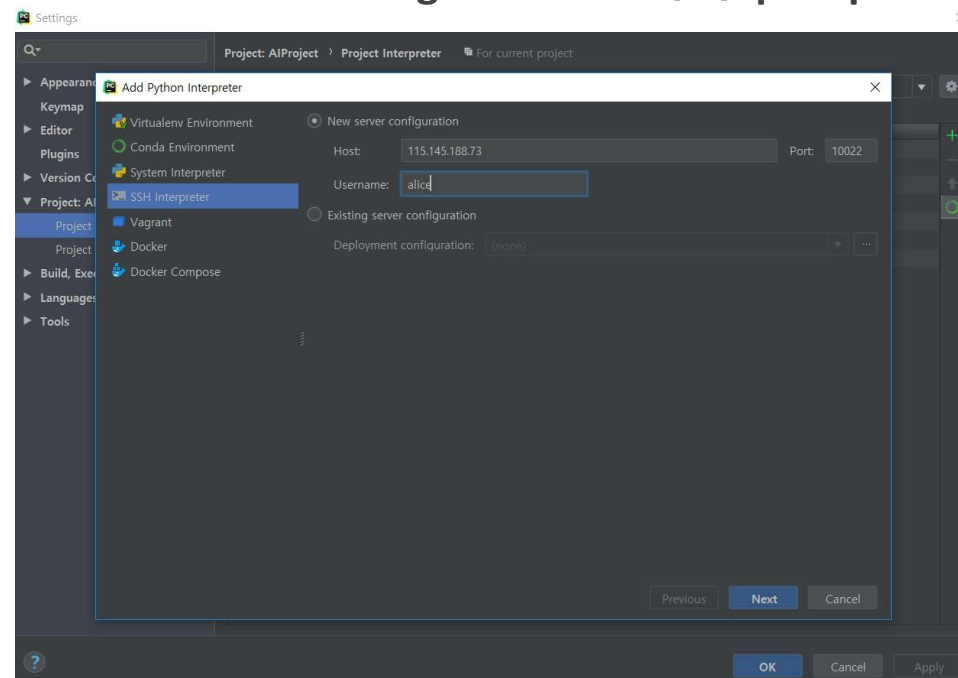 Settings
Project: AIProject › Project Interpreter For current project
Appearan
Keymap
Editor
Plugins
Version Co
Project: AI
Project
Project
Build, Exec
Languages
Tools
Add Python Interpreter
Virtualenv Environment
Conda Environment
System Interpreter
SSH Interpreter
Vagrant
Docker
Docker Compose
New server configuration
Host: 115.145.188.73 Port: 10022
Username: alice
Existing server configuration
Deployment configuration: (none)
Previous Next Cancel
? OK Cancel Apply